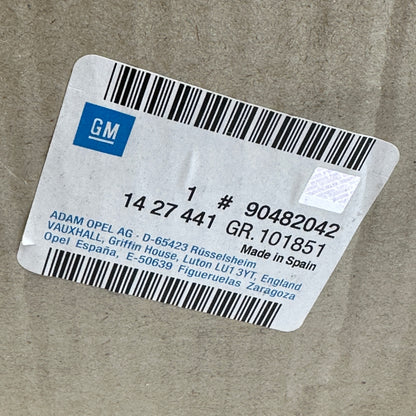 GM
1 # 90482042
14 27 441 GR.101851
Made in Spain
ADAM OPEL AG · D-65423 Rüsselsheim
VAUXHALL, Griffin House, Luton LU1 3YT, England
Opel España, E-50639 Figueruelas Zaragoza